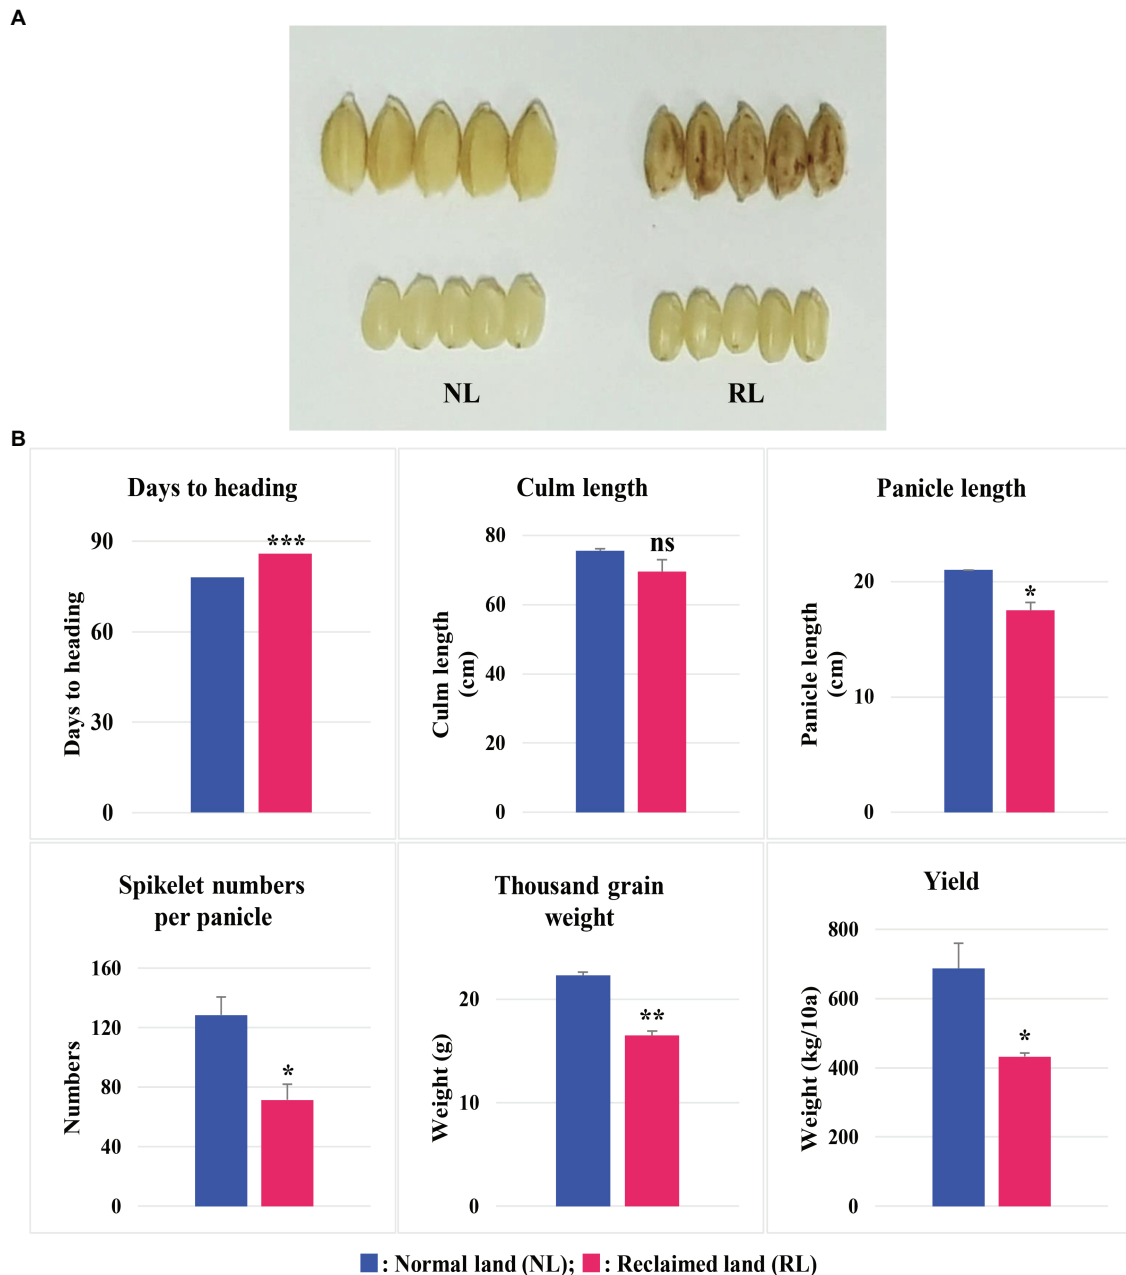 A
NL
RL
B
Days to heading
Days to heading
90
60
30
0
***
Culm length
Culm length
(cm)
80
60
40
20
0
ns
Panicle length
Panicle length
(cm)
20
10
0
*
Spikelet numbers
per panicle
Numbers
160
120
80
40
0
*
Thousand grain
weight
Weight (g)
20
10
0
**
Yield
Weight (kg/10a)
800
600
400
200
0
*
: Normal land (NL); : Reclaimed land (RL)